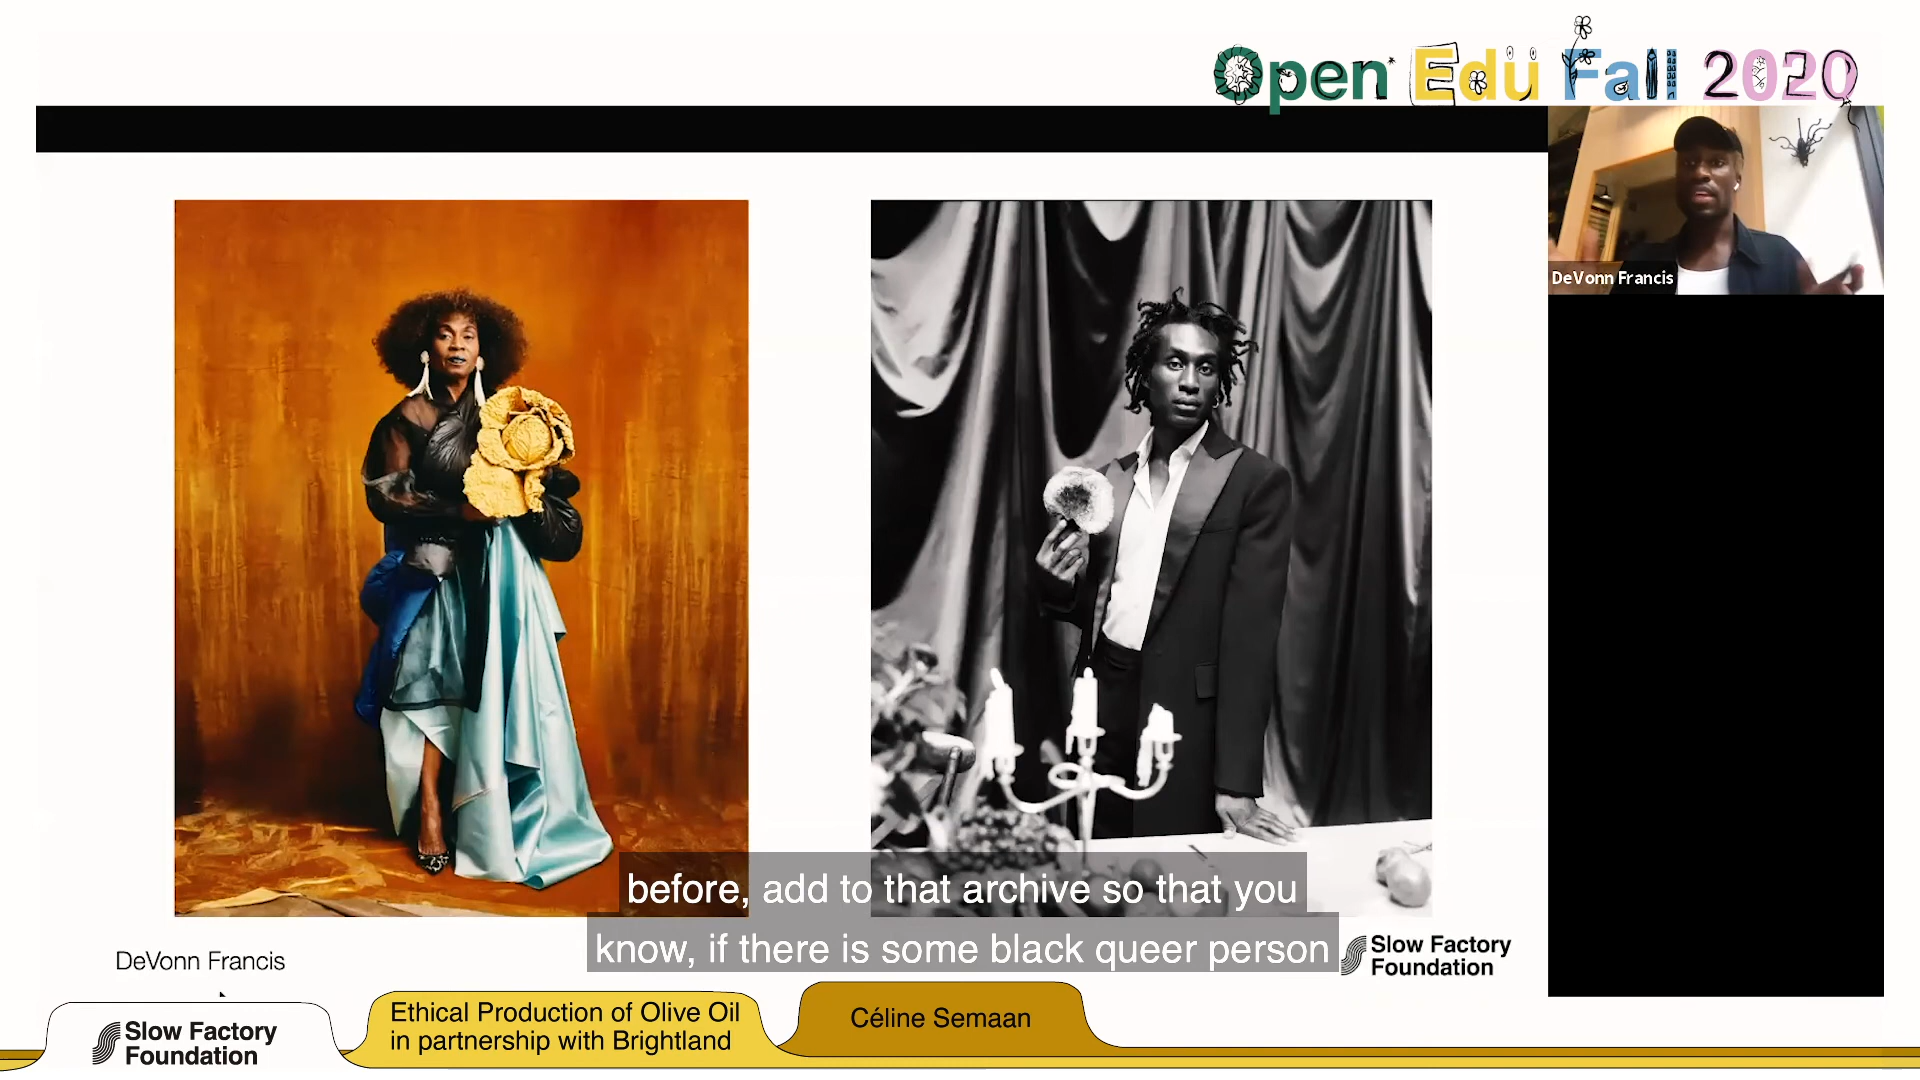 Open Edu Fall 2020
DeVonn Francis
before, add to that archive so that you
know, if there is some black queer person
DeVonn Francis
Slow Factory
Foundation
Slow Factory
Foundation
Ethical Production of Olive Oil
in partnership with Brightland
Céline Semaan